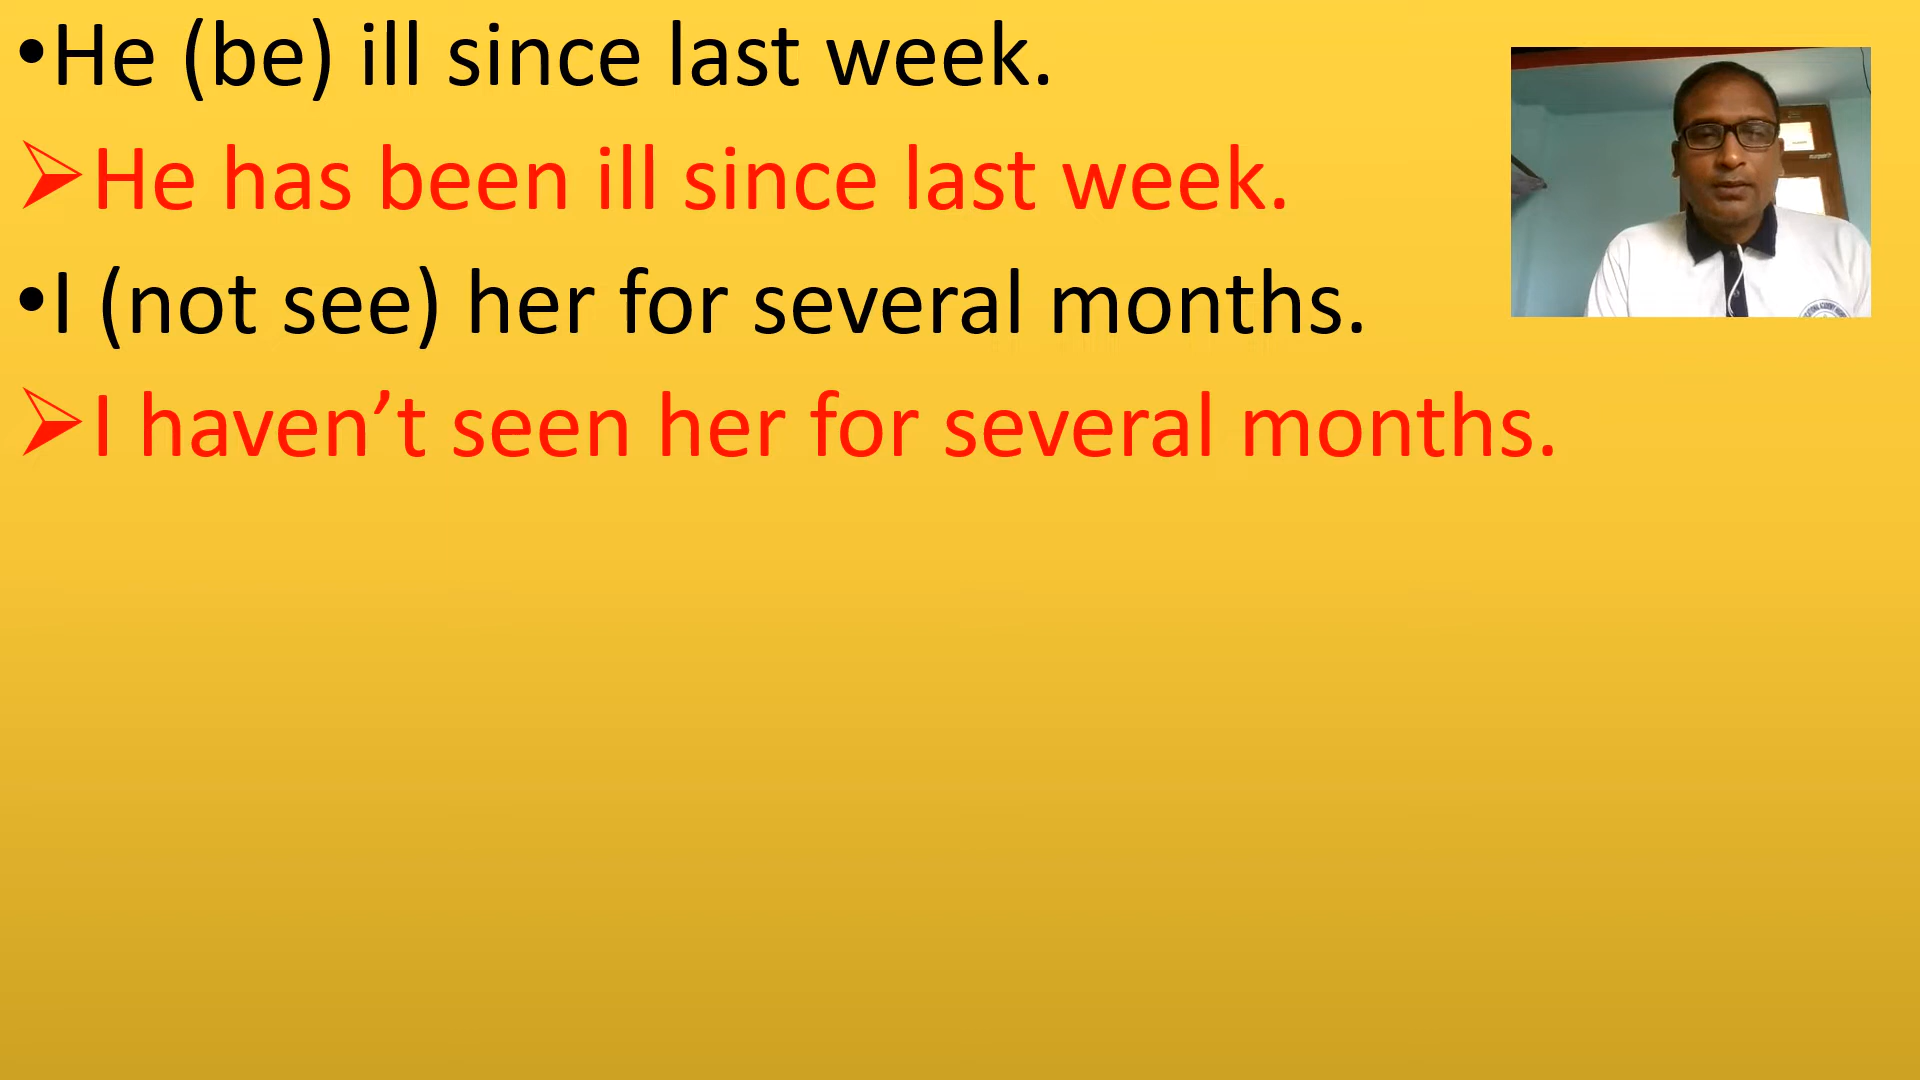 •He (be) ill since last week.
➢He has been ill since last week.
•I (not see) her for several months.
➢I haven’t seen her for several months.